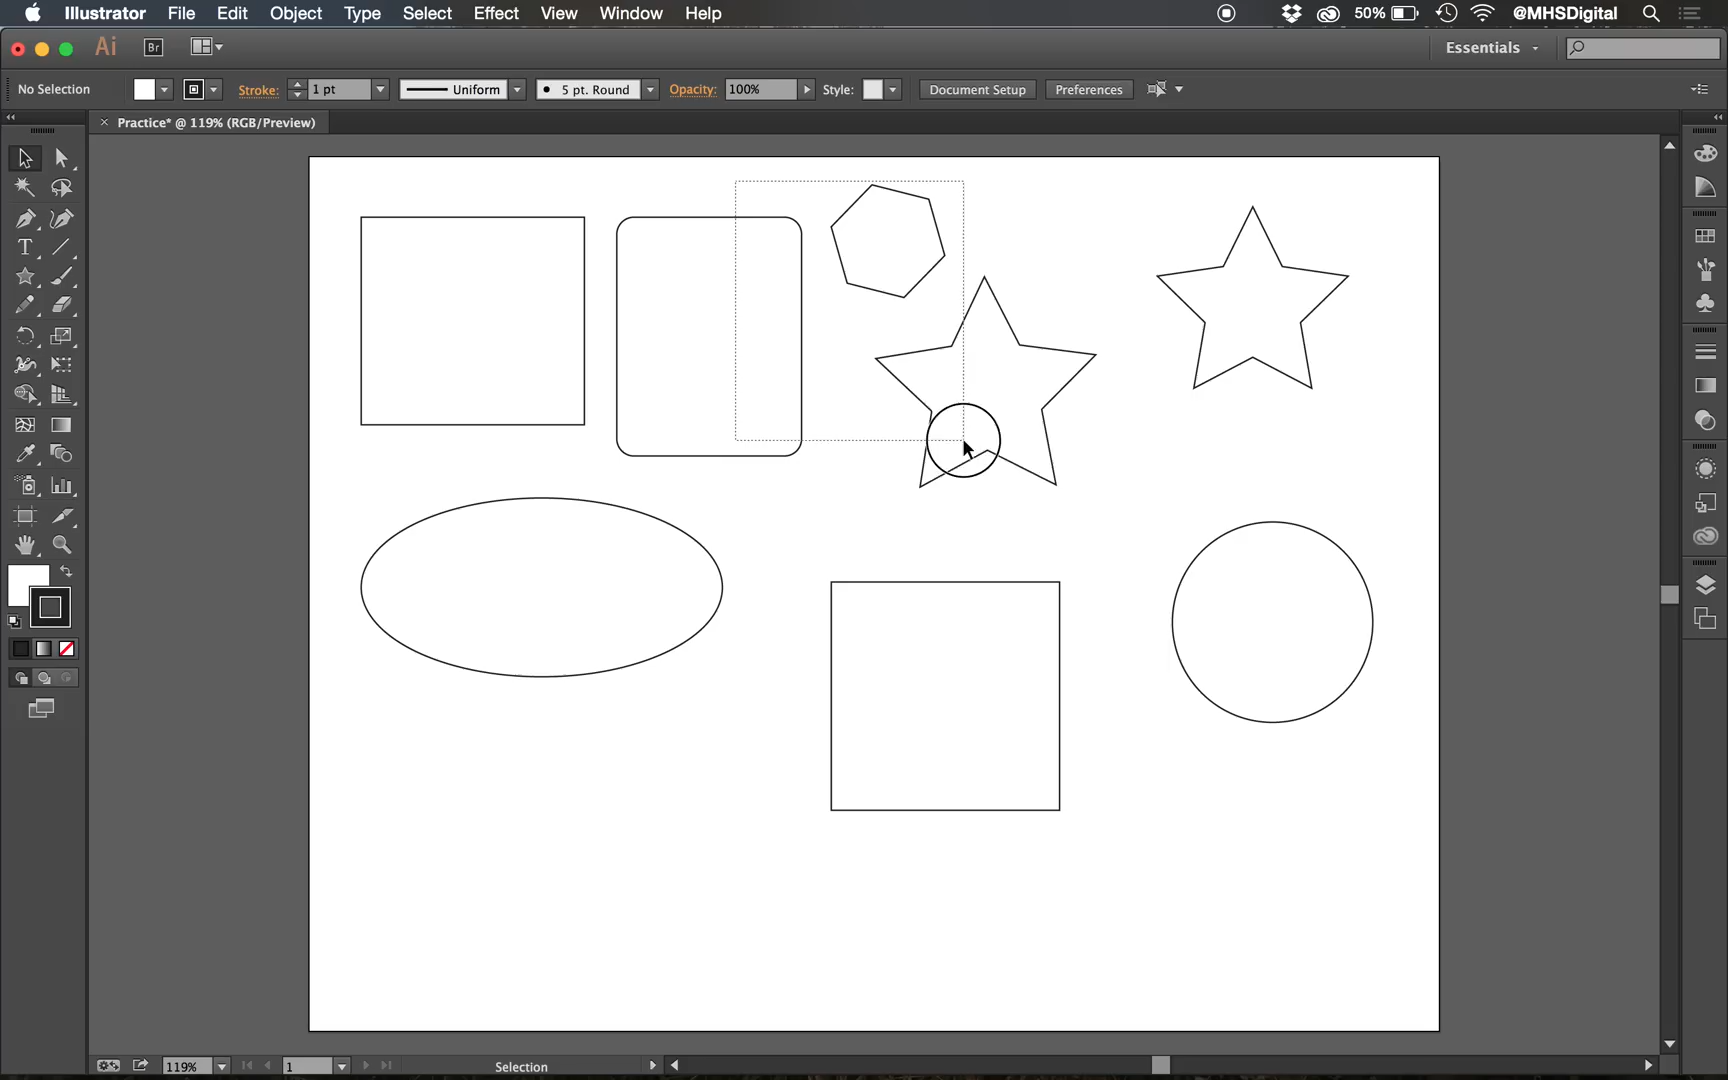 Illustrator File Edit Object Type Select Effect View Window Help 50% @MHSDigital
Ai Br Essentials
No Selection Stroke: 1 pt Uniform 5 pt. Round Opacity: 100% Style: Document Setup Preferences
Practice* @ 119% (RGB/Preview)
T
119% 1 Selection